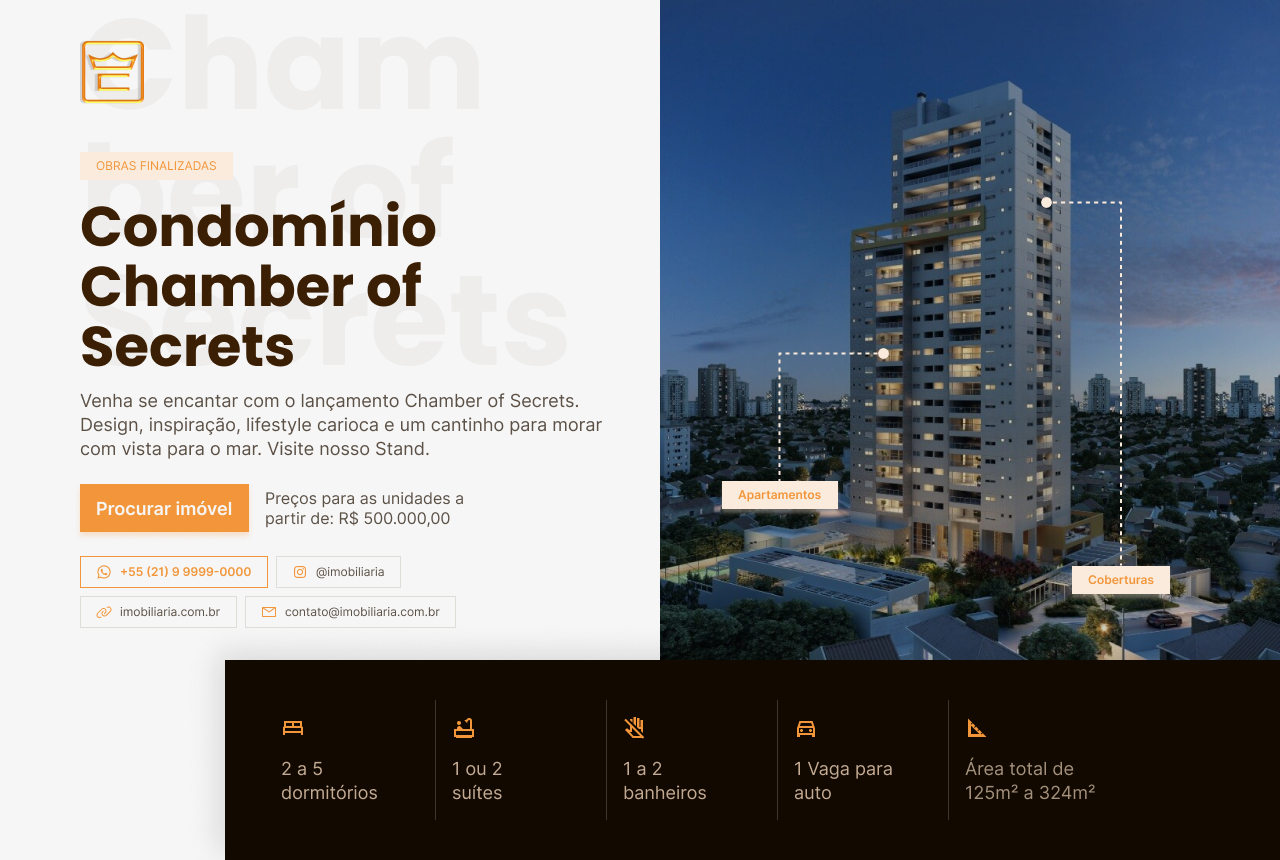 Cham
ber of
Secrets
OBRAS FINALIZADAS
Condomínio
Chamber of
Secrets
Venha se encantar com o lançamento Chamber of Secrets.
Design, inspiração, lifestyle carioca e um cantinho para morar
com vista para o mar. Visite nosso Stand.
Procurar imóvel
Preços para as unidades a
partir de: R$ 500.000,00
+55 (21) 9 9999-0000
@imobiliaria
imobiliaria.com.br
contato@imobiliaria.com.br
Apartamentos
Coberturas
2 a 5
dormitórios
1 ou 2
suítes
1 a 2
banheiros
1 Vaga para
auto
Área total de
125m² a 324m²